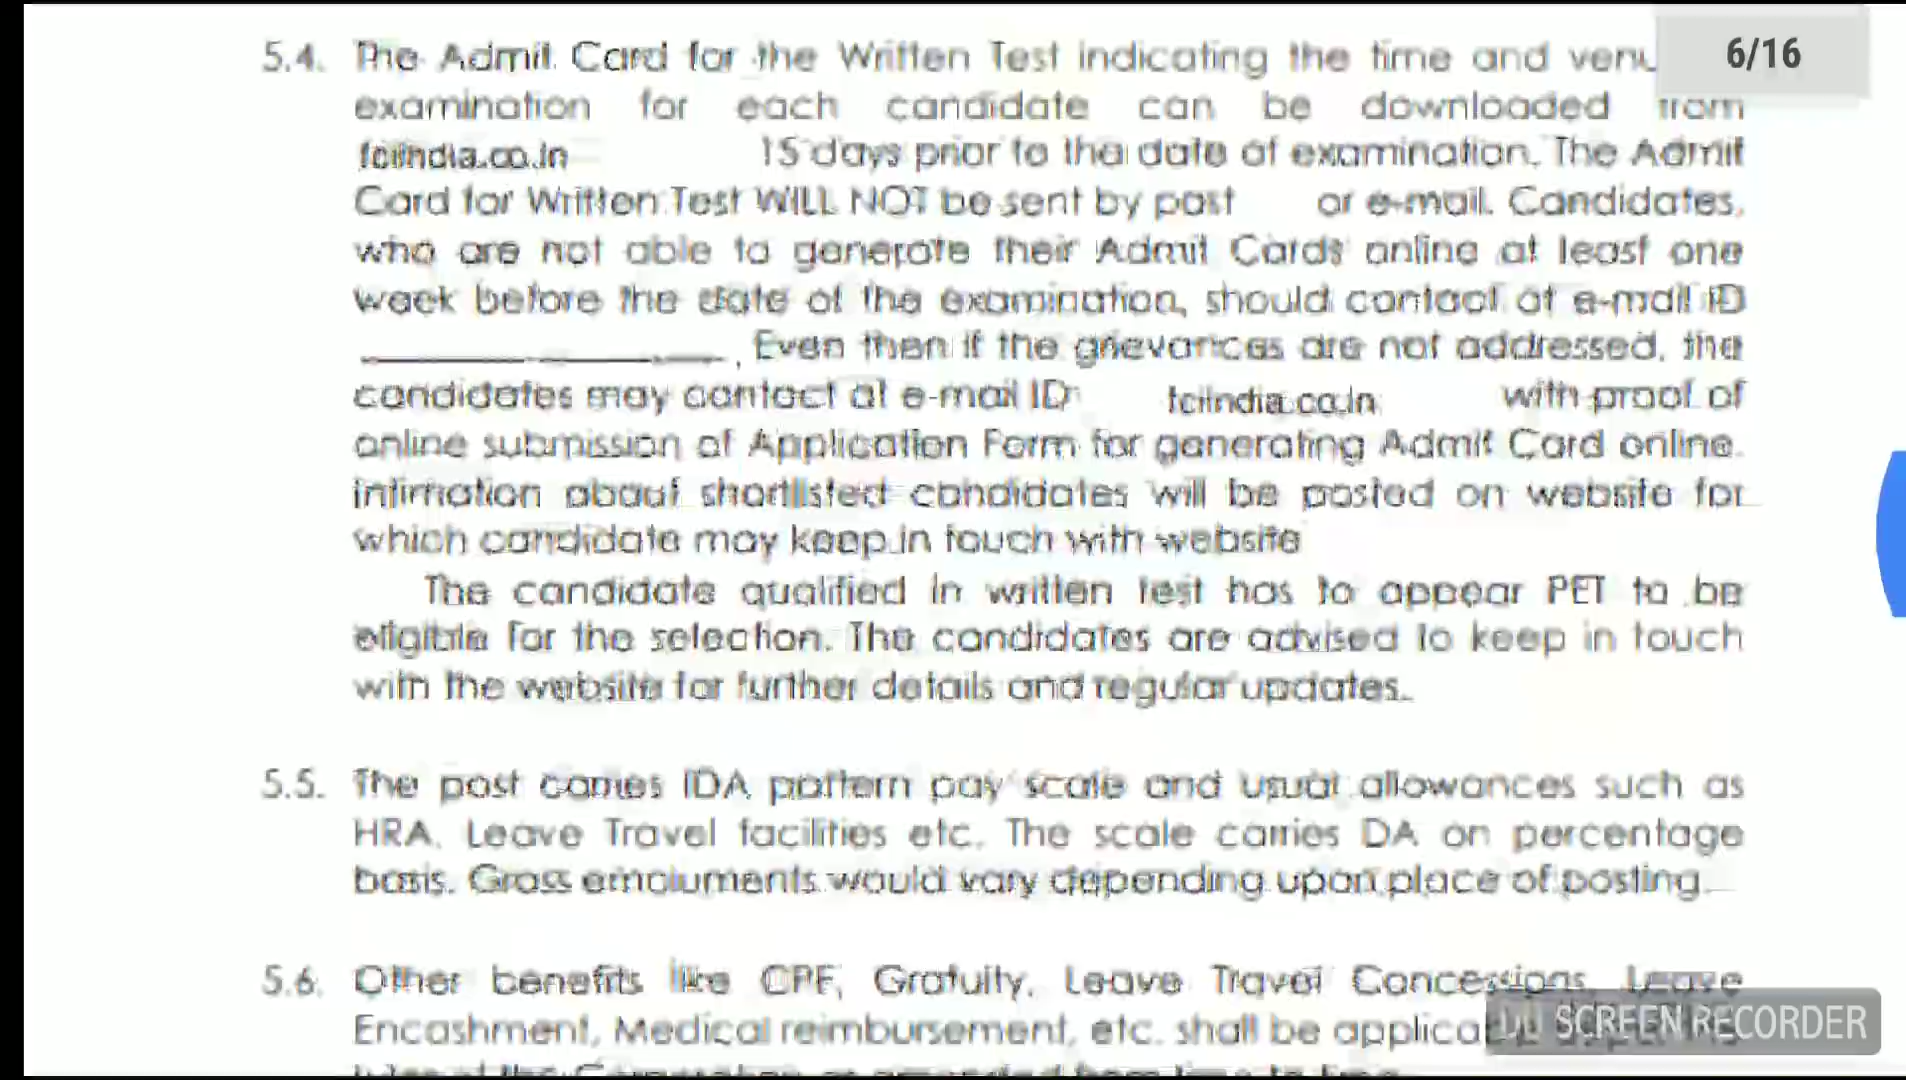 6/16
5.4. The Admit Card for the Written Test indicating the time and venu
examination for each candidate can be downloaded from
fciindia.co.in 15 days prior to the date of examination. The Admit
Card for Written Test WILL NOT be sent by post or e-mail. Candidates,
who are not able to generate their Admit Cards online at least one
week before the date of the examination, should contact at e-mail ID
, Even then if the grievances are not addressed, the
candidates may contact at e-mail ID fciindia.co.in with proof of
online submission of Application Form for generating Admit Card online.
intimation about shortlisted candidates will be posted on website for
which candidate may keep in touch with website
The candidate qualified in written test has to appear PET to be
eligible for the selection. The candidates are advised to keep in touch
with the website for further details and regular updates.
5.5. The post carries IDA pattern pay scale and usual allowances such as
HRA, Leave Travel facilities etc. The scale carries DA on percentage
basis. Gross emoluments would vary depending upon place of posting.
5.6. Other benefits like CPF, Gratuity, Leave Travel Concessions, Leave
Encashment, Medical reimbursement, etc. shall be
DU SCREEN RECORDER
of the Corporation as amended from time to time